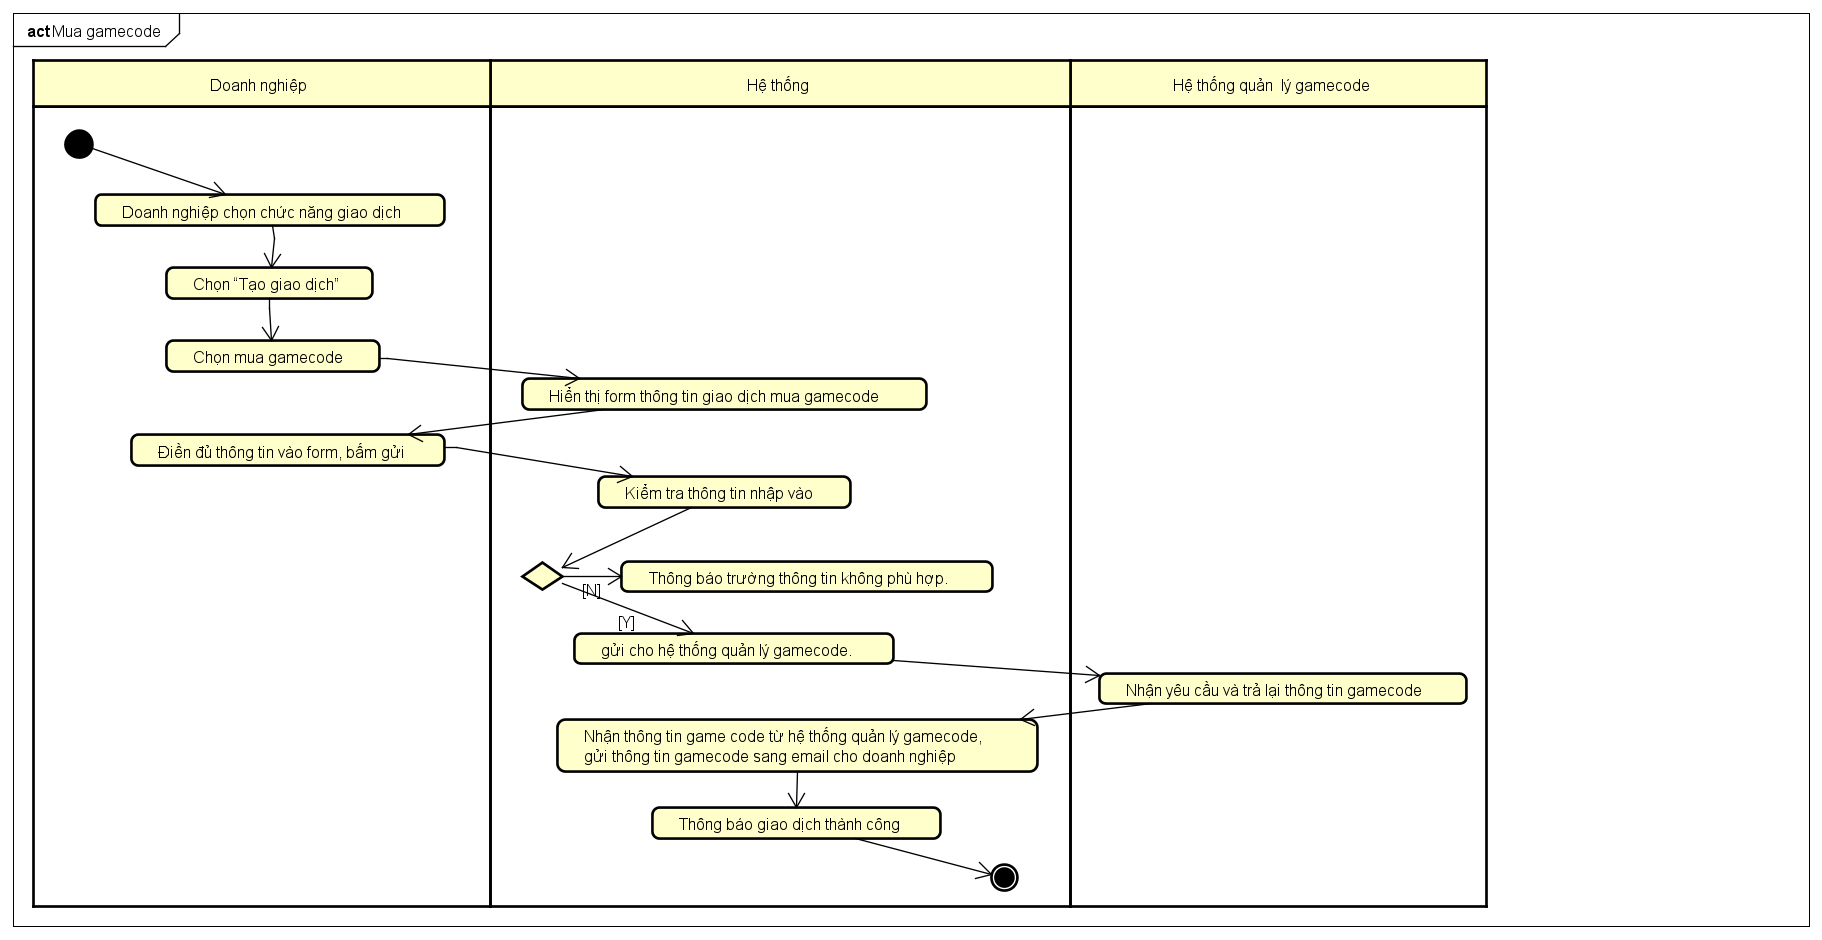 act Mua gamecode
Doanh nghiệp
Hệ thống
Hệ thống quản lý gamecode
Doanh nghiệp chọn chức năng giao dịch
Chọn “Tạo giao dịch”
Chọn mua gamecode
Hiển thị form thông tin giao dịch mua gamecode
Điền đủ thông tin vào form, bấm gửi
Kiểm tra thông tin nhập vào
Thông báo trường thông tin không phù hợp.
[N]
[Y]
gửi cho hệ thống quản lý gamecode.
Nhận yêu cầu và trả lại thông tin gamecode
Nhận thông tin game code từ hệ thống quản lý gamecode,
gửi thông tin gamecode sang email cho doanh nghiệp
Thông báo giao dịch thành công